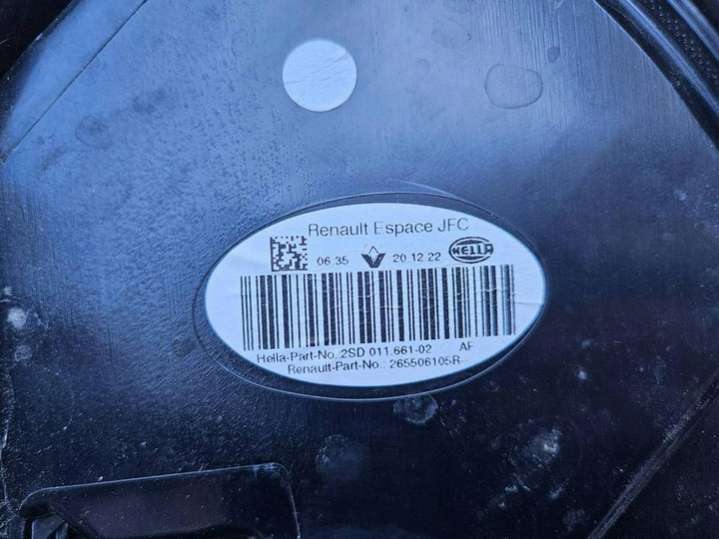 Renault Espace JFC
06:35 20.12.22 HELLA
Hella-Part-No.:2SD 011.661-02 AF
Renault-Part-No.: 265506105R--